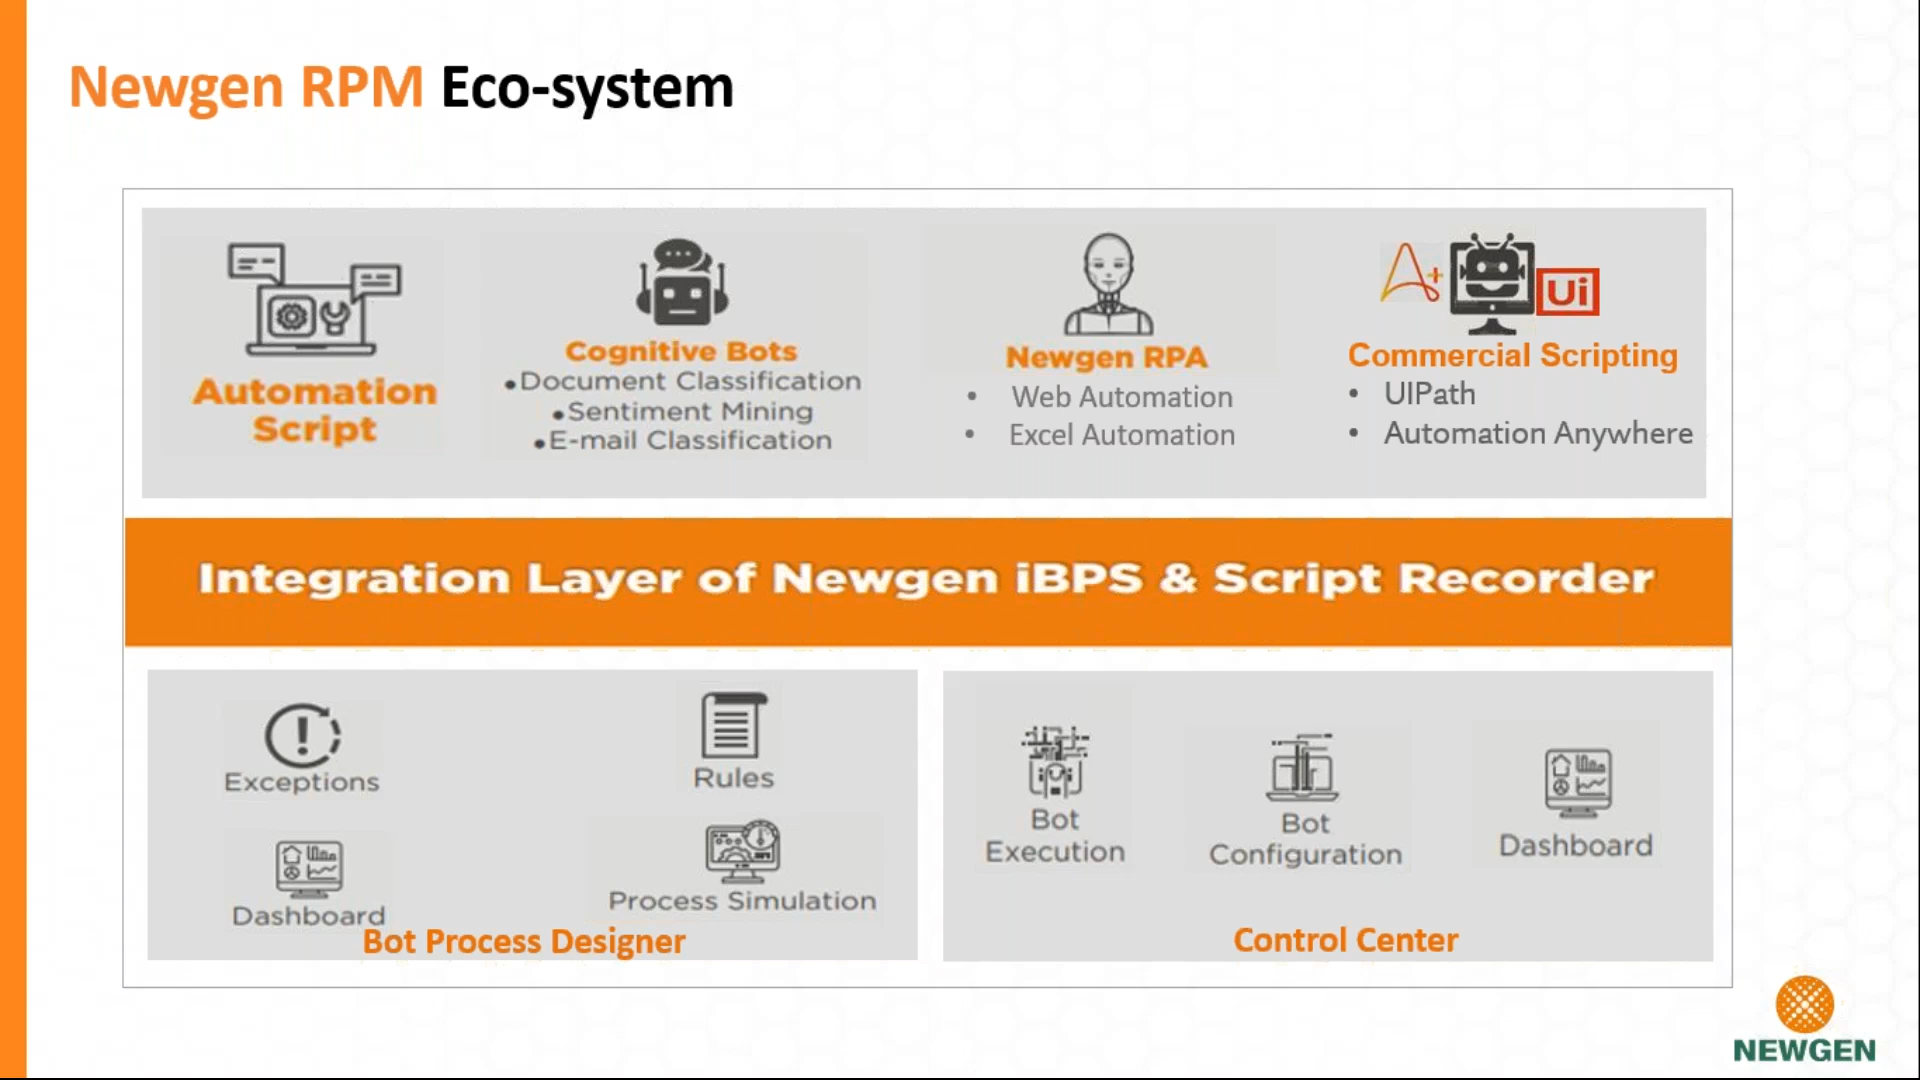 Newgen RPM Eco-system
Automation
Script
Cognitive Bots
•Document Classification
•Sentiment Mining
•E-mail Classification
Newgen RPA
• Web Automation
• Excel Automation
A+
Ui
Commercial Scripting
• UIPath
• Automation Anywhere
Integration Layer of Newgen iBPS & Script Recorder
Exceptions
Rules
Dashboard
Process Simulation
Bot Process Designer
Bot
Execution
Bot
Configuration
Dashboard
Control Center
NEWGEN